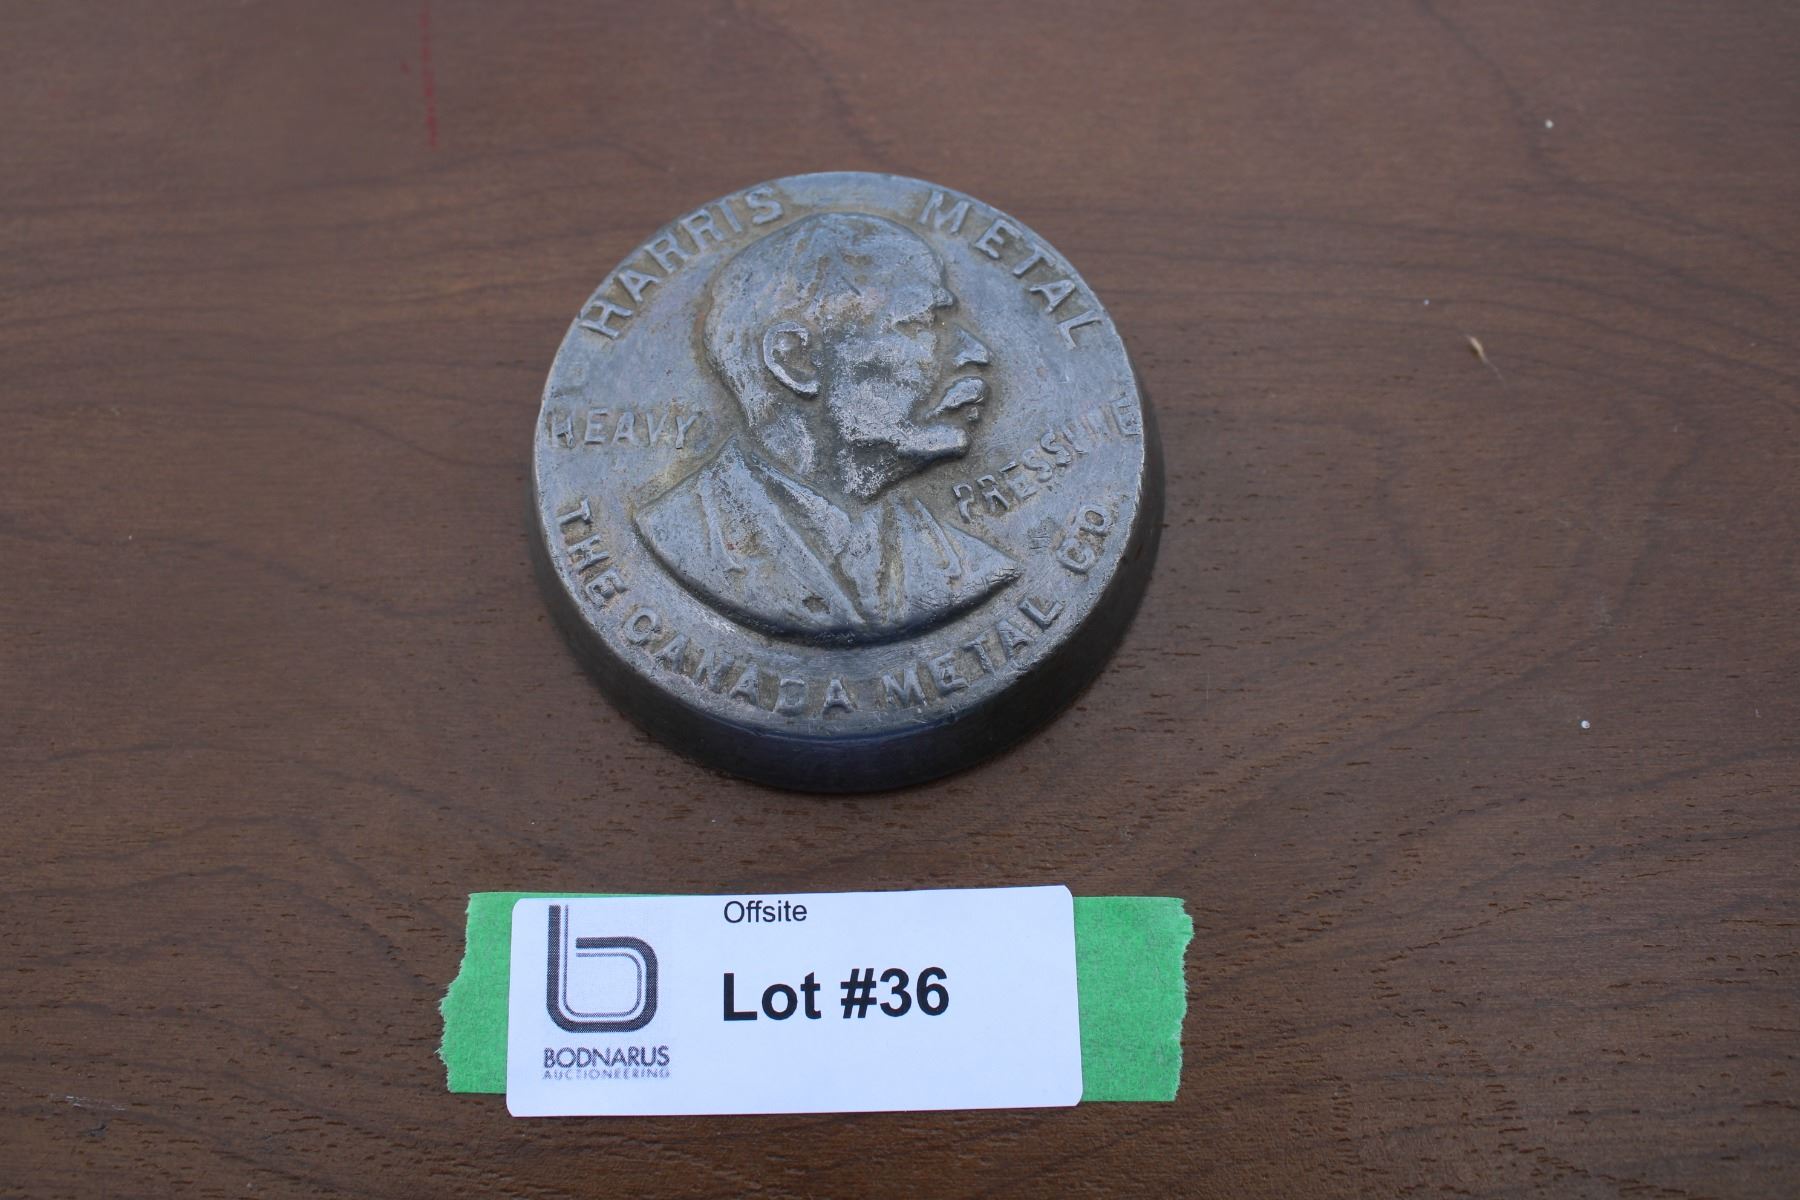 HARRIS METAL
HEAVY PRESSURE
THE CANADA METAL CO.
Offsite
Lot #36
BODNARUS
AUCTIONEERING